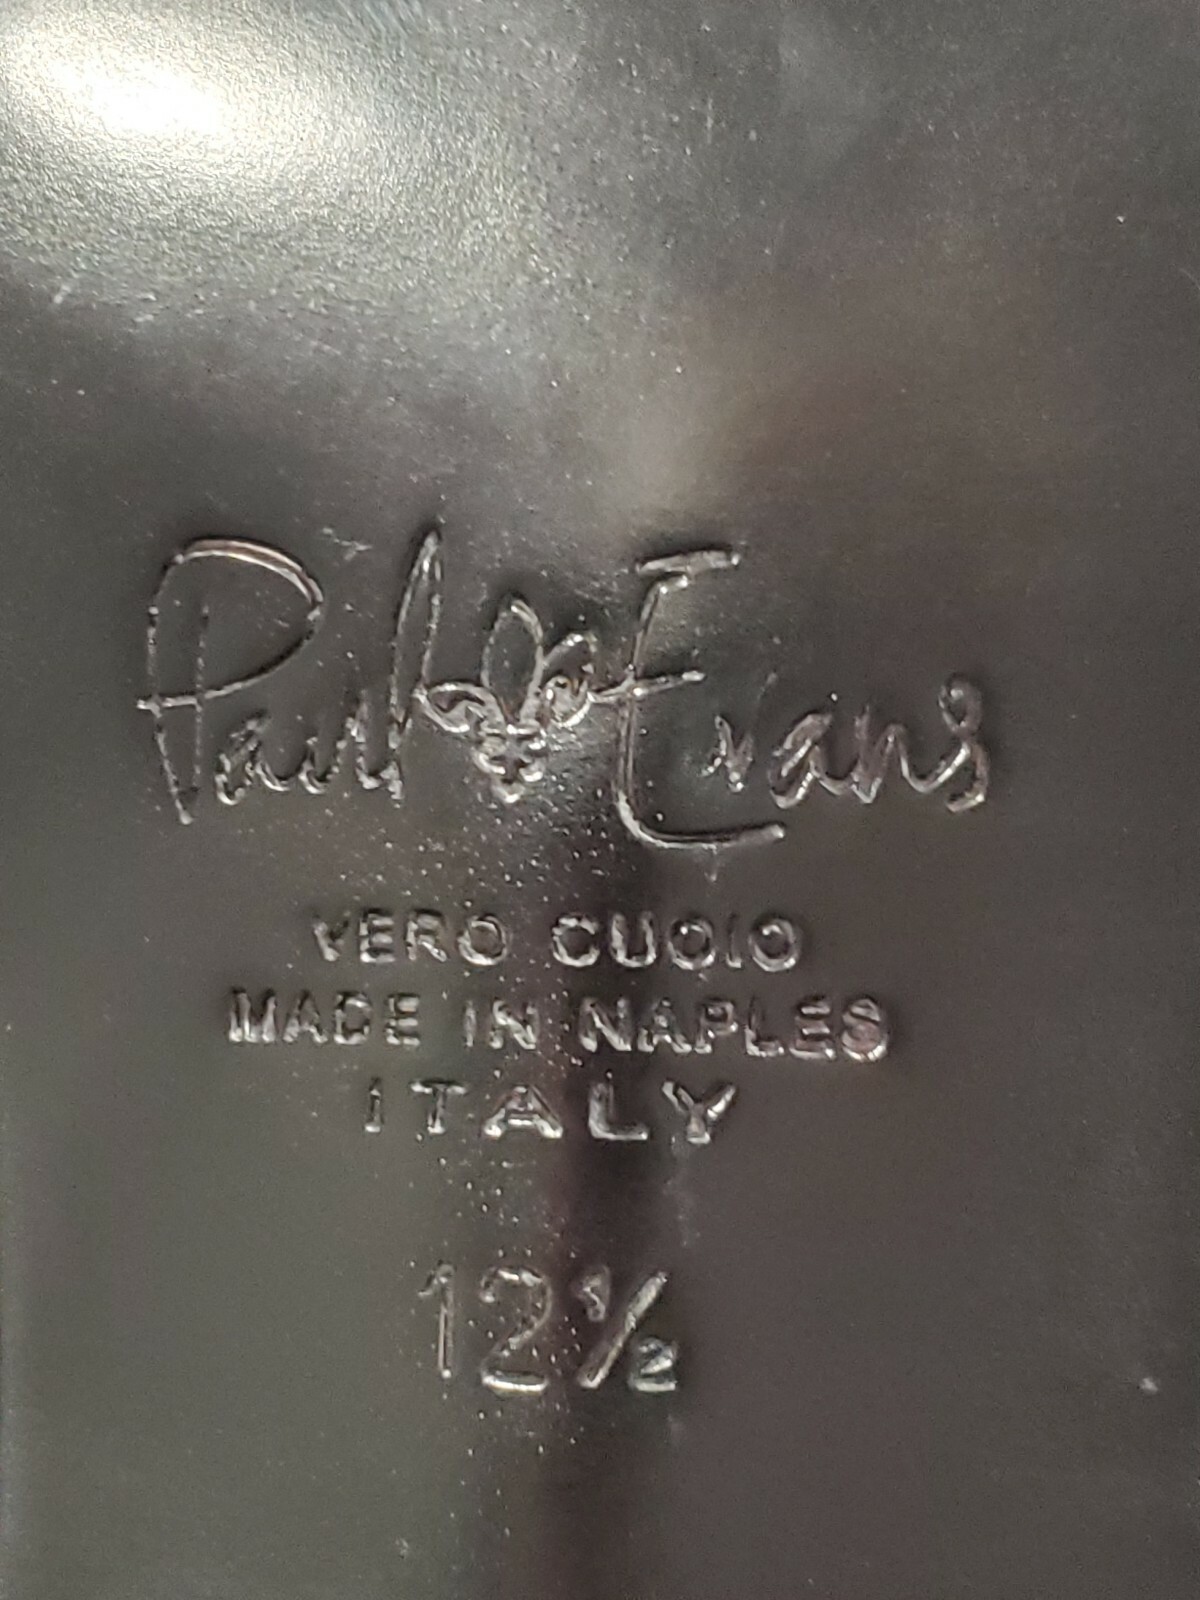 Paul Evans
VERO CUOIO
MADE IN NAPLES
ITALY
12½